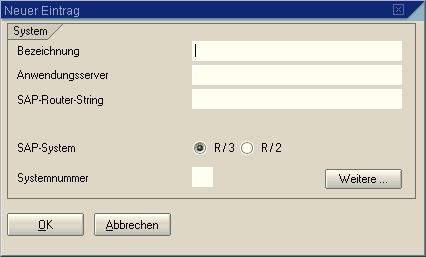 Neuer Eintrag
System
Bezeichnung
Anwendungsserver
SAP-Router-String
SAP-System R / 3 R / 2
Systemnummer Weitere ...
OK Abbrechen